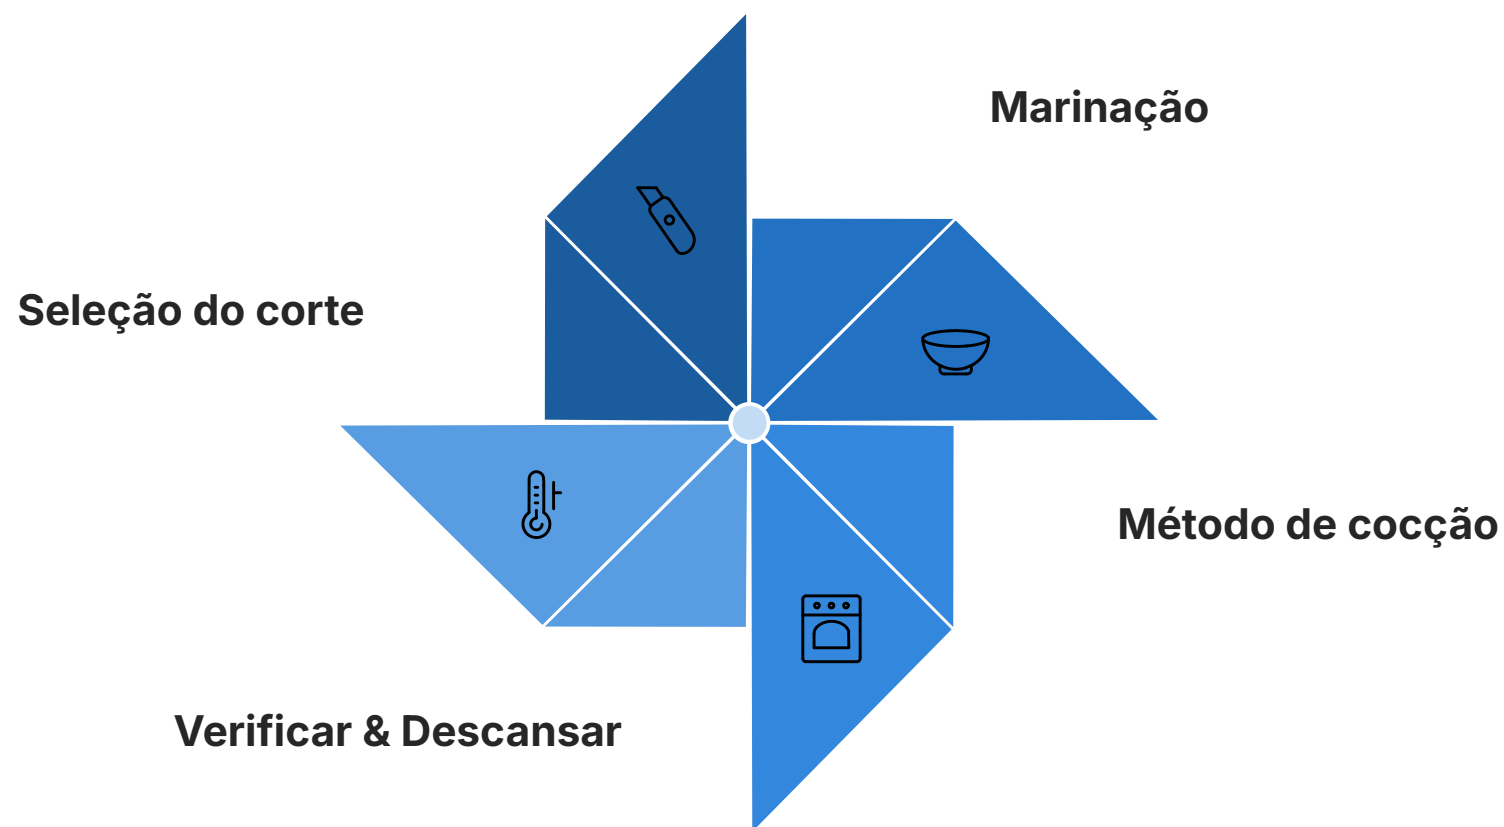 Marinação
Seleção do corte
Método de cocção
Verificar & Descansar